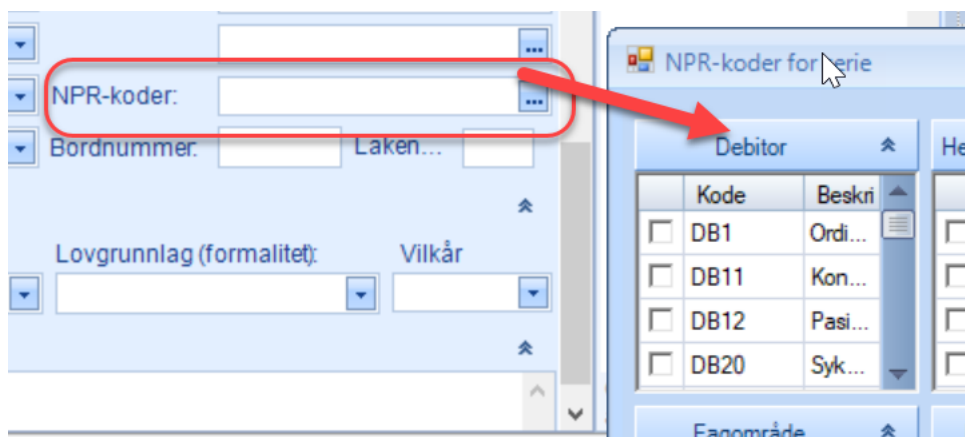 NPR-koder:
Bordnummer:
Laken...
Lovgrunnlag (formalitet):
Vilkår
NPR-koder for serie
Debitor
He
Kode Beskri
DB1 Ordi...
DB11 Kon...
DB12 Pasi...
DB20 Syk...
Fagområde